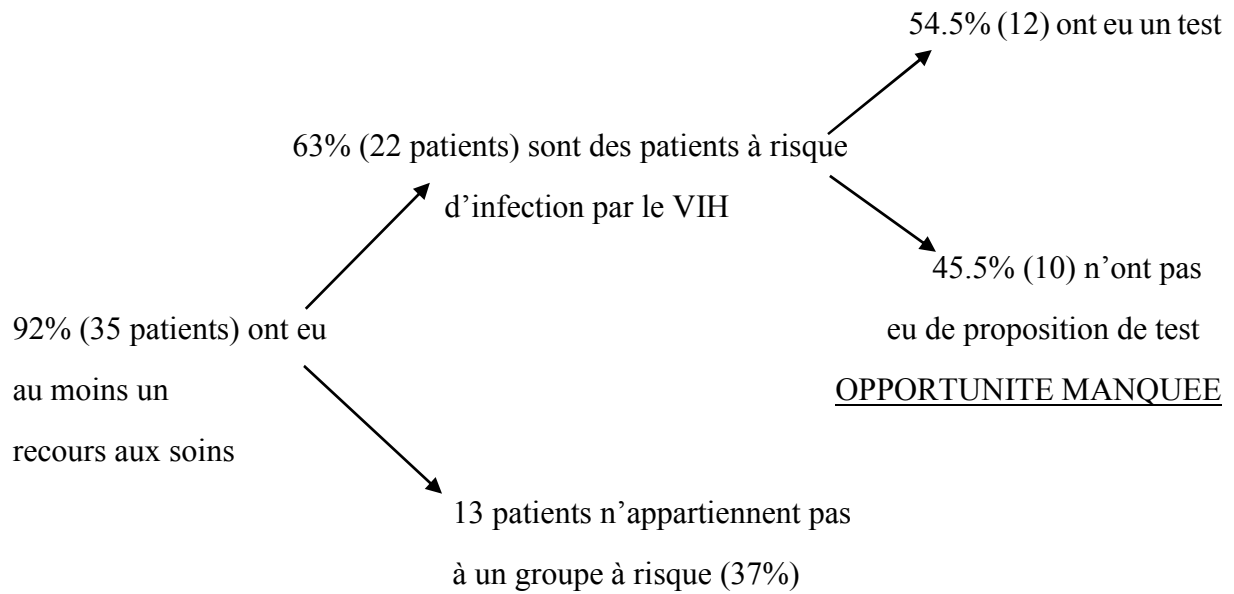 54.5% (12) ont eu un test
63% (22 patients) sont des patients à risque
d’infection par le VIH
45.5% (10) n’ont pas
eu de proposition de test
OPPORTUNITE MANQUEE
92% (35 patients) ont eu
au moins un
recours aux soins
13 patients n’appartiennent pas
à un groupe à risque (37%)